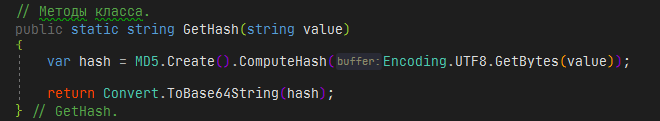 // Методы класса.
public static string GetHash(string value)
{
var hash = MD5.Create().ComputeHash( buffer: Encoding.UTF8.GetBytes(value));
return Convert.ToBase64String(hash);
} // GetHash.